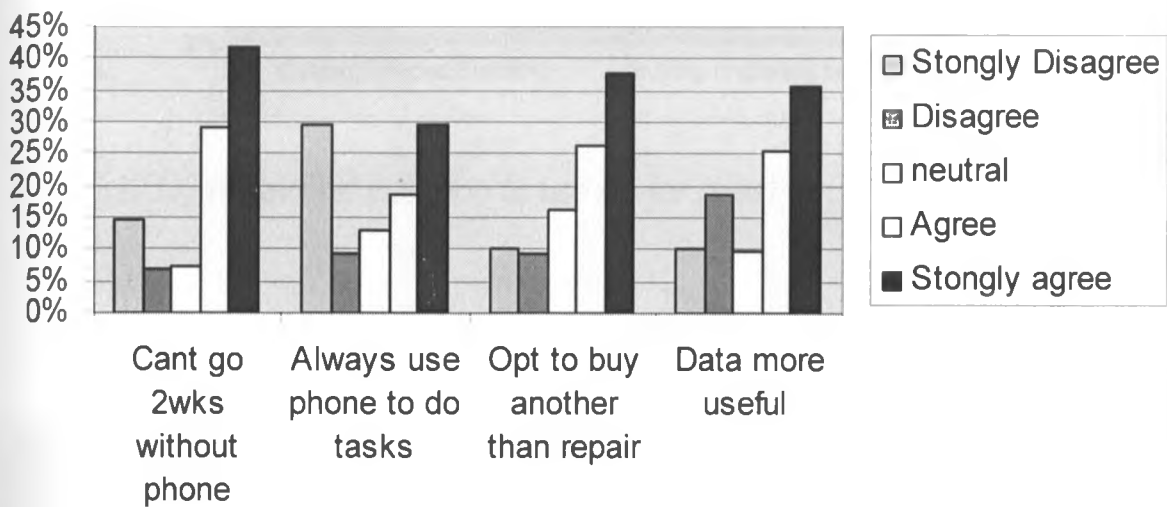 45%
40%
35%
30%
25%
20%
15%
10%
5%
0%
Cant go
2wks
without
phone
Always use
phone to do
tasks
Opt to buy
another
than repair
Data more
useful
Stongly Disagree
Disagree
neutral
Agree
Stongly agree